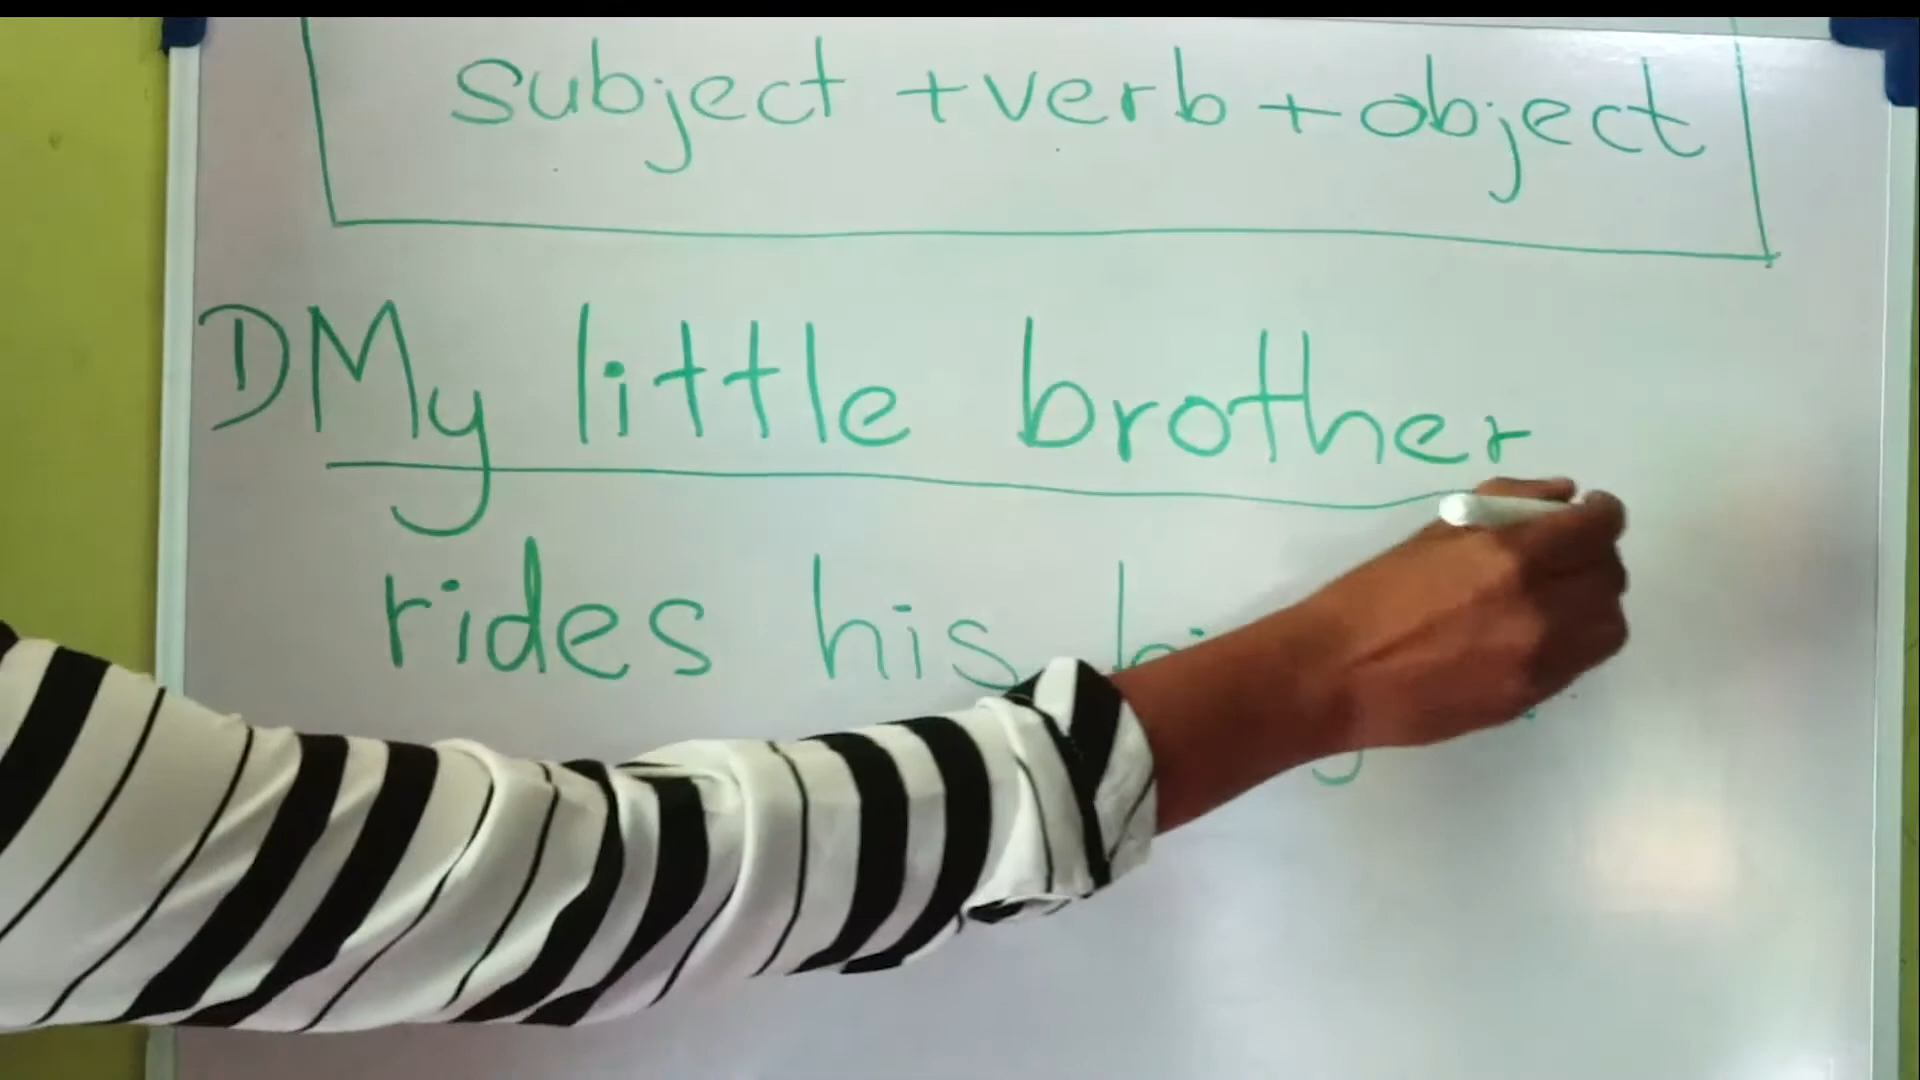 subject + verb + object
1) My little brother
rides his